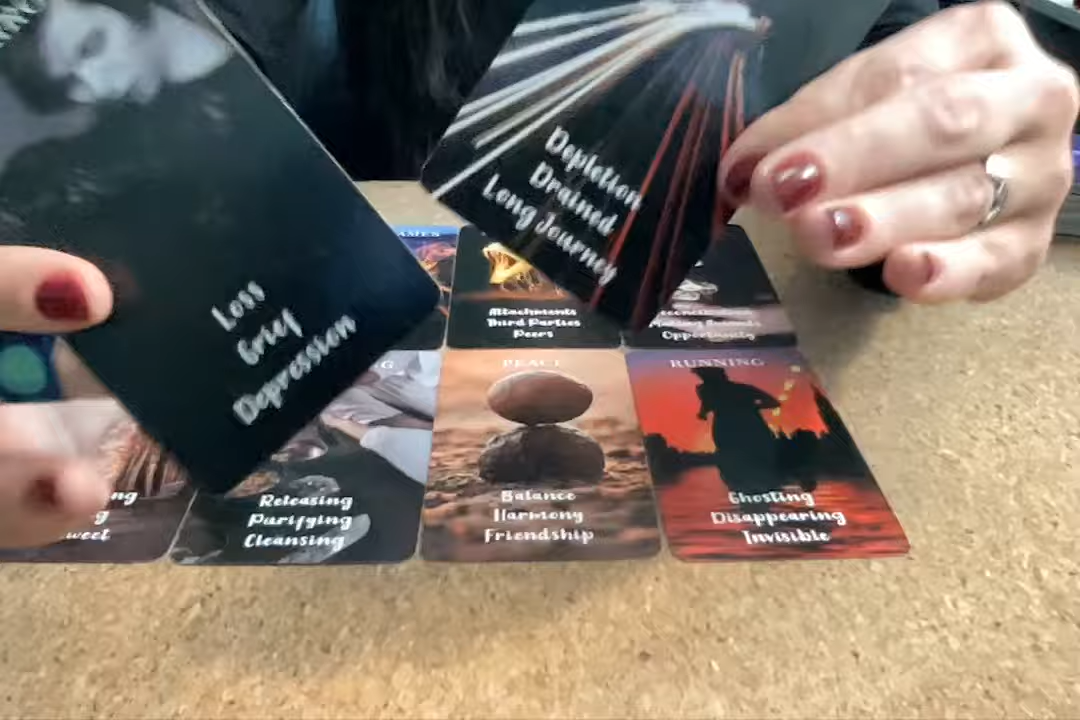 Loss
Grief
Depression
Depletion
Drained
Long Journey
Attachments
Third Parties
Peers
Opportunity
Releasing
Purifying
Cleansing
PEACE
Balance
Harmony
Friendship
RUNNING
Ghosting
Disappearing
Invisible